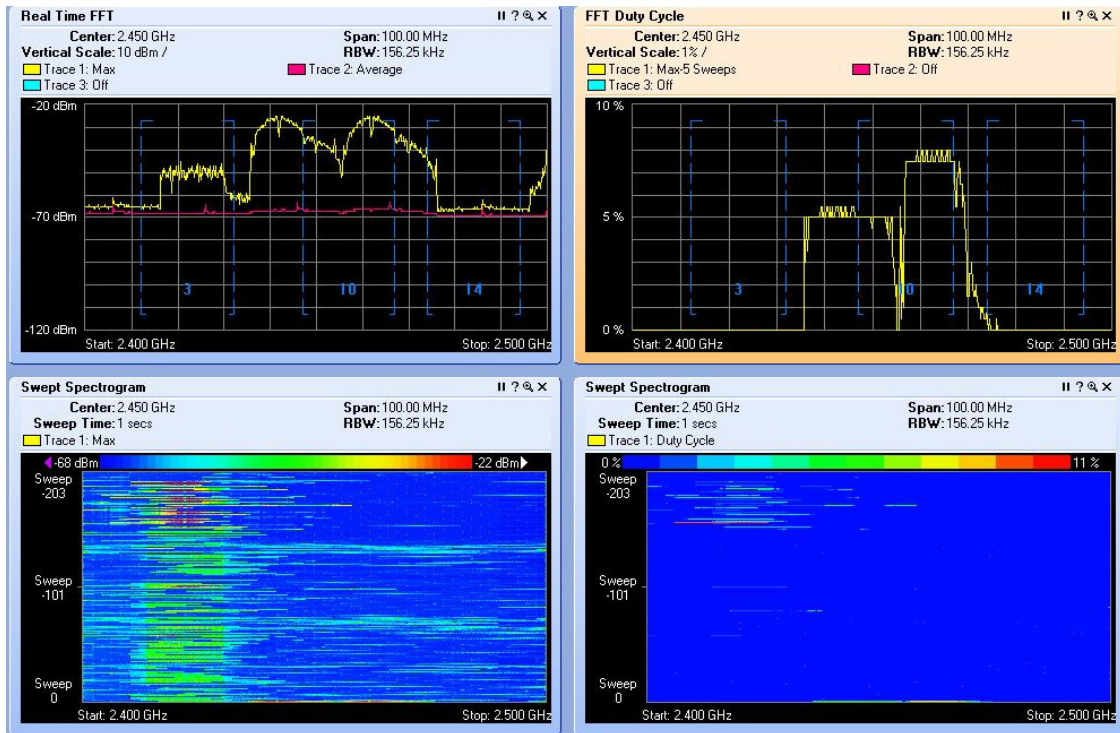 Real Time FFT
Center: 2.450 GHz Span: 100.00 MHz
Vertical Scale: 10 dBm / RBW: 156.25 kHz
Trace 1: Max Trace 2: Average
Trace 3: Off
-20 dBm
-70 dBm
-120 dBm
3 10 14
Start: 2.400 GHz Stop: 2.500 GHz
FFT Duty Cycle
Center: 2.450 GHz Span: 100.00 MHz
Vertical Scale: 1% / RBW: 156.25 kHz
Trace 1: Max-5 Sweeps Trace 2: Off
Trace 3: Off
10 %
5 %
0 %
3 10 14
Start: 2.400 GHz Stop: 2.500 GHz
Swept Spectrogram
Center: 2.450 GHz Span: 100.00 MHz
Sweep Time: 1 secs RBW: 156.25 kHz
Trace 1: Max
-68 dBm -22 dBm
Sweep
-203
Sweep
-101
Sweep
0
Start: 2.400 GHz Stop: 2.500 GHz
Swept Spectrogram
Center: 2.450 GHz Span: 100.00 MHz
Sweep Time: 1 secs RBW: 156.25 kHz
Trace 1: Duty Cycle
0 % 11 %
Sweep
-203
Sweep
-101
Sweep
0
Start: 2.400 GHz Stop: 2.500 GHz